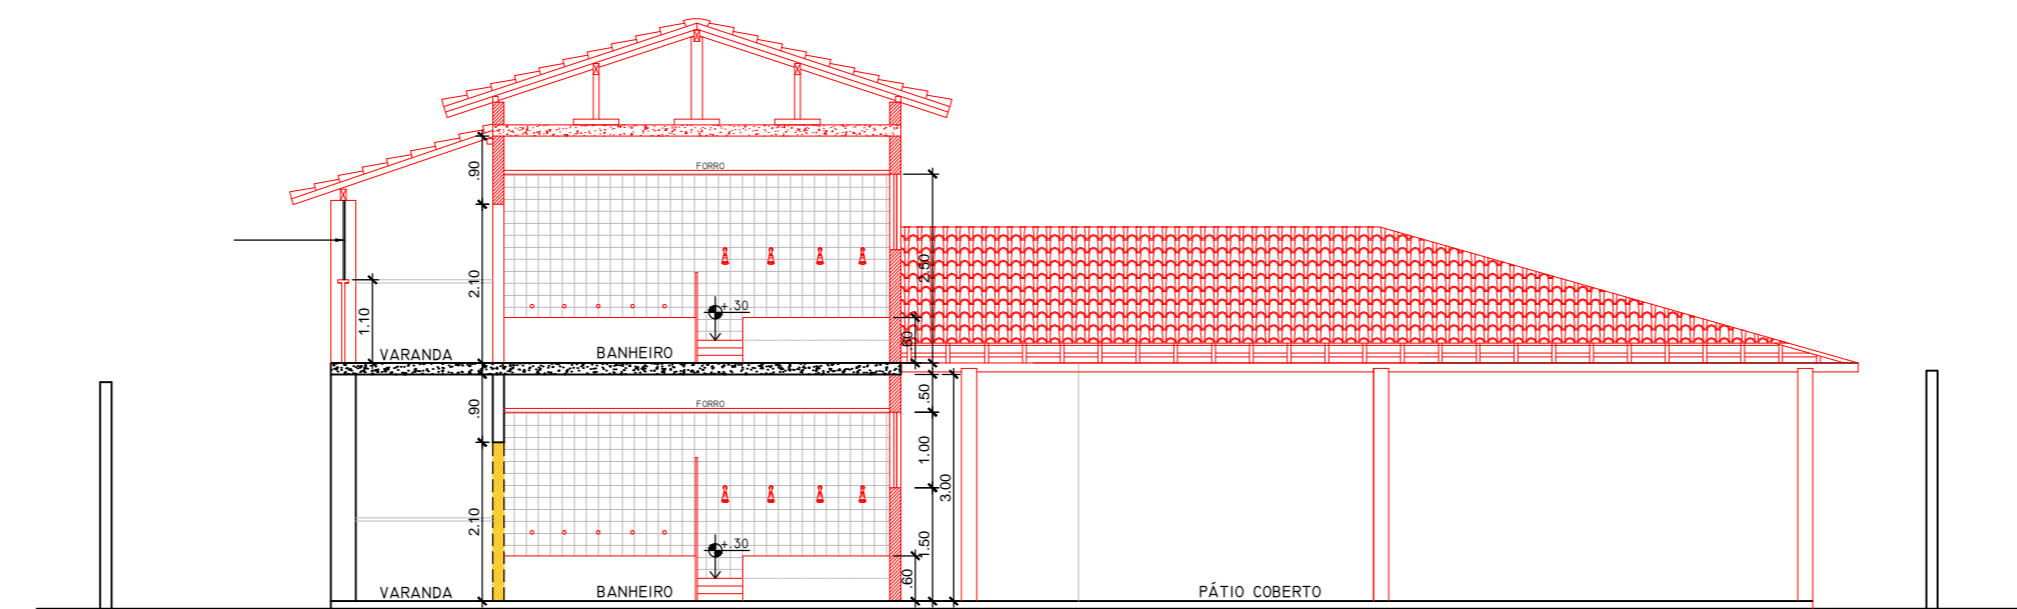 FORRO
.90
2.10
2.50
+.30
1.10
.60
VARANDA
BANHEIRO
.90
FORRO
.50
1.00
3.00
2.10
+.30
1.50
.60
VARANDA
BANHEIRO
PÁTIO COBERTO